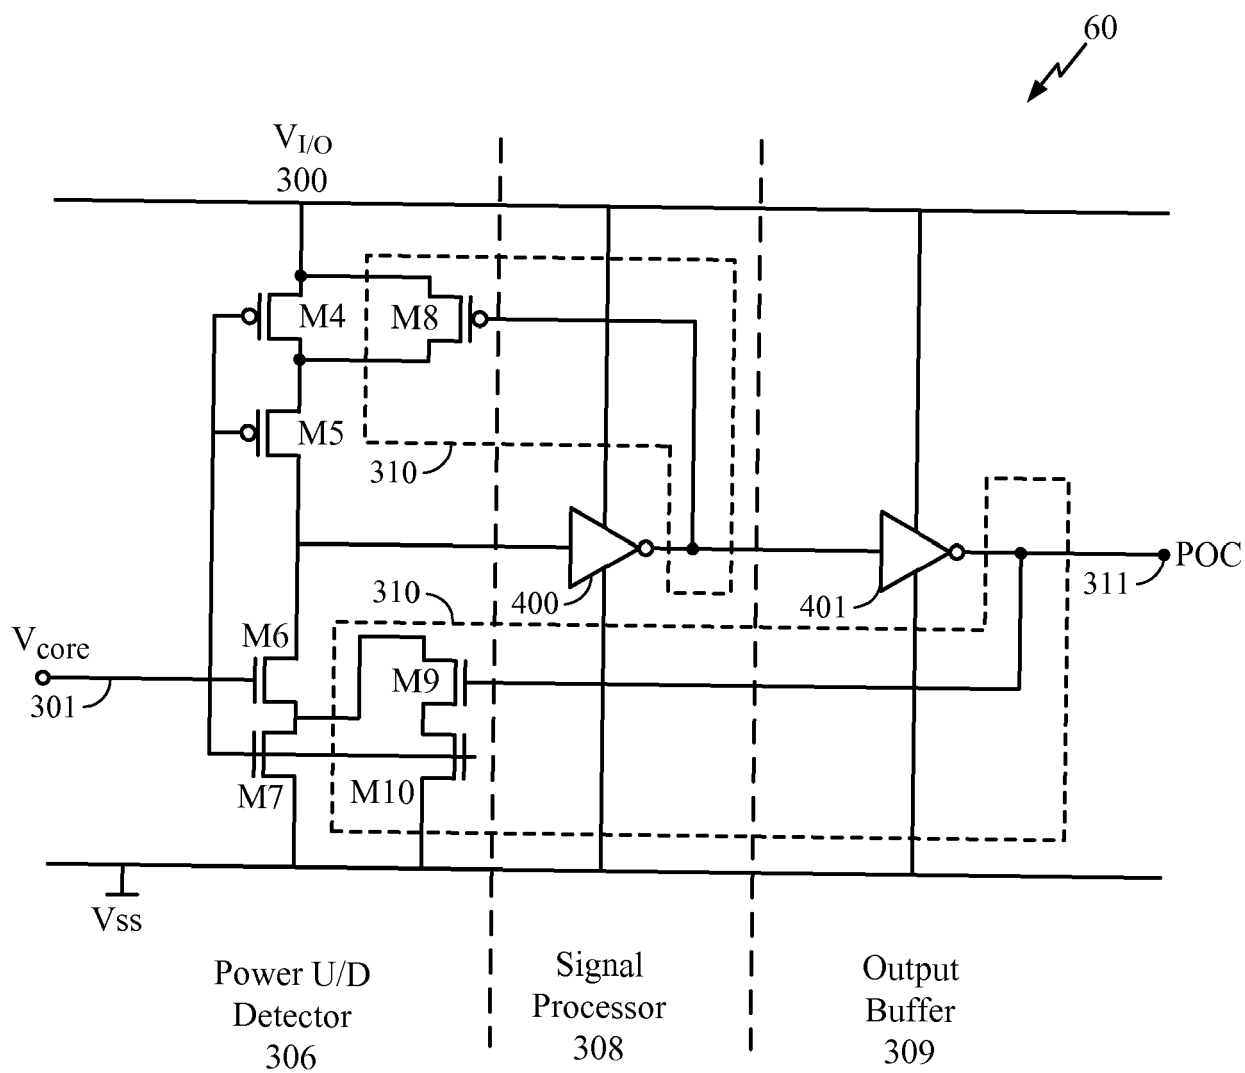 60
V_I/O
300
M4
M8
M5
310
310
400
401
311
POC
V_core
301
M6
M9
M7
M10
Vss
Power U/D
Detector
306
Signal
Processor
308
Output
Buffer
309